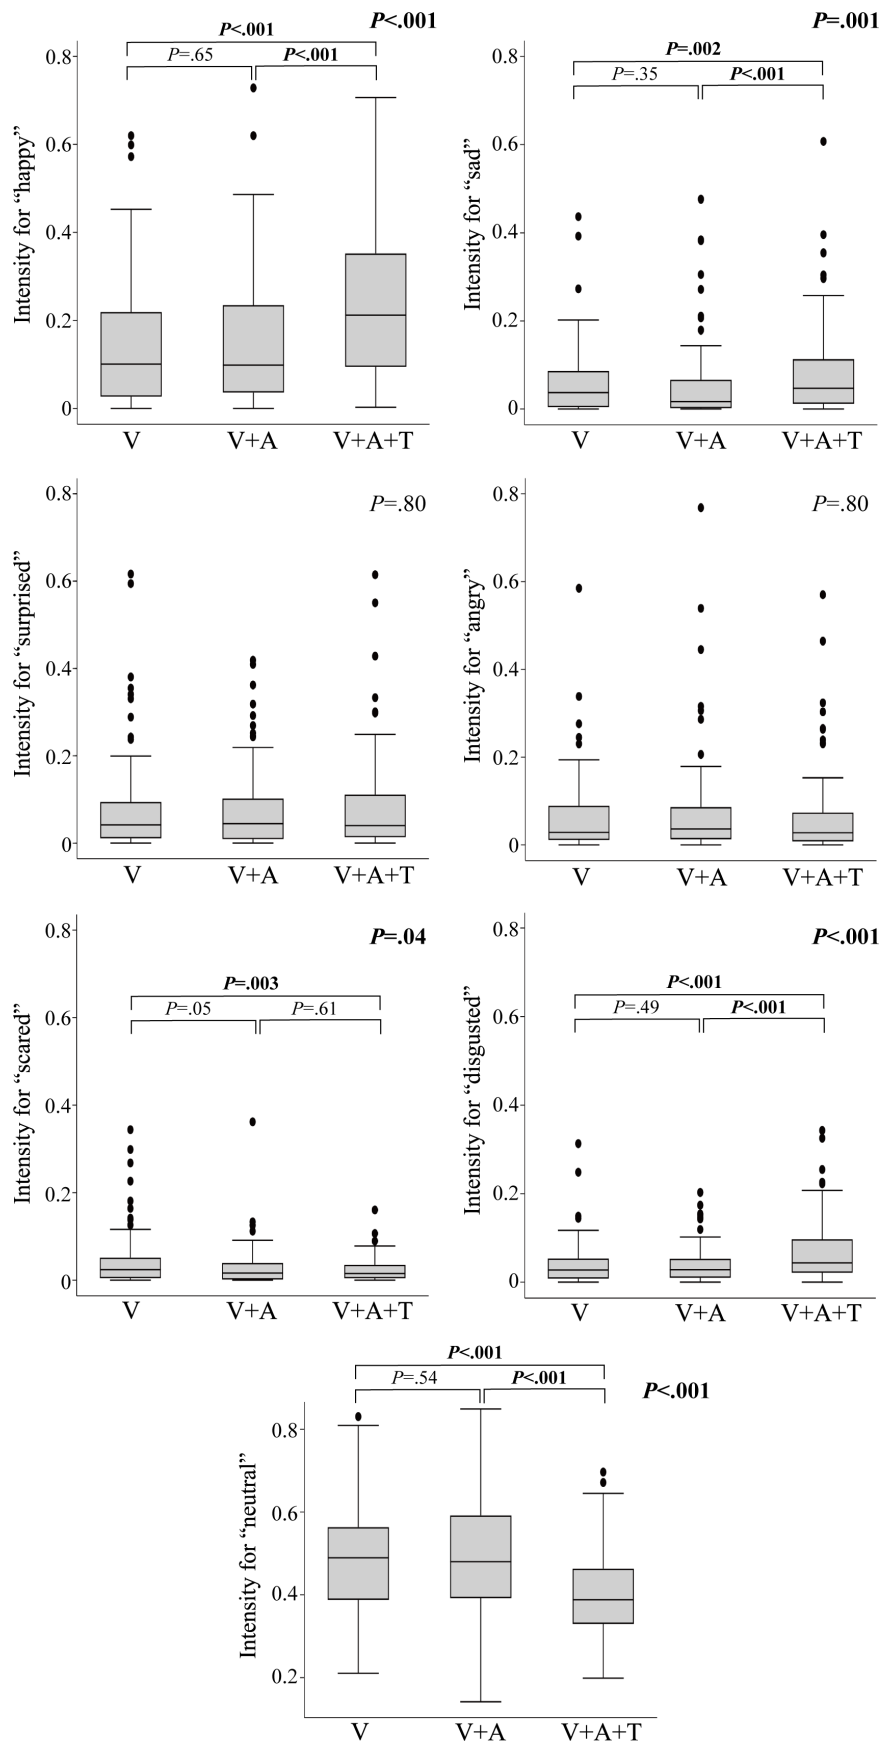 P<.001
P<.001
P=.65
P<.001
Intensity for “happy”
0.8
0.6
0.4
0.2
0
V
V+A
V+A+T
P=.001
P=.002
P=.35
P<.001
Intensity for “sad”
0.8
0.6
0.4
0.2
0
V
V+A
V+A+T
P=.80
Intensity for “surprised”
0.8
0.6
0.4
0.2
0
V
V+A
V+A+T
P=.80
Intensity for “angry”
0.8
0.6
0.4
0.2
0
V
V+A
V+A+T
P=.04
P=.003
P=.05
P=.61
Intensity for “scared”
0.8
0.6
0.4
0.2
0
V
V+A
V+A+T
P<.001
P<.001
P=.49
P<.001
Intensity for “disgusted”
0.8
0.6
0.4
0.2
0
V
V+A
V+A+T
P<.001
P=.54
P<.001
P<.001
Intensity for “neutral”
0.8
0.6
0.4
0.2
V
V+A
V+A+T